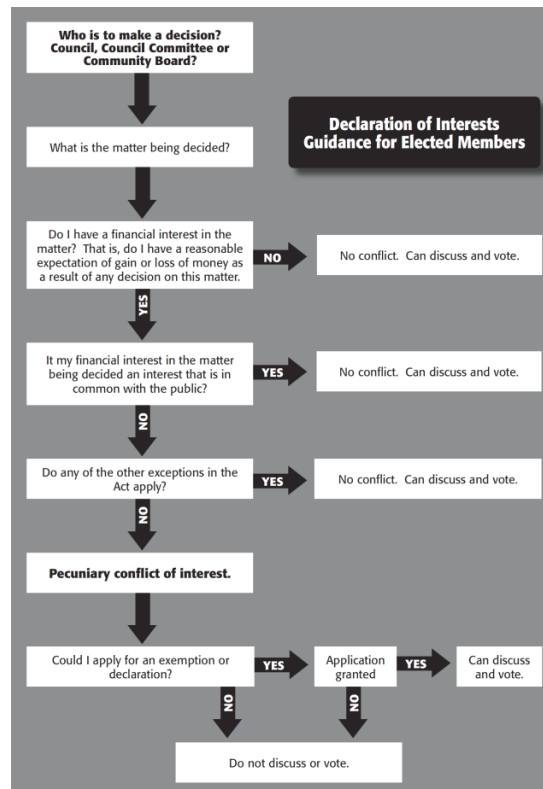 Who is to make a decision?
Council, Council Committee or
Community Board?
Declaration of Interests
Guidance for Elected Members
What is the matter being decided?
Do I have a financial interest in the
matter? That is, do I have a reasonable
expectation of gain or loss of money as
a result of any decision on this matter.
NO
No conflict. Can discuss and vote.
YES
It my financial interest in the matter
being decided an interest that is in
common with the public?
YES
No conflict. Can discuss and vote.
NO
Do any of the other exceptions in the
Act apply?
YES
No conflict. Can discuss and vote.
NO
Pecuniary conflict of interest.
Could I apply for an exemption or
declaration?
YES
Application
granted
YES
Can discuss
and vote.
NO
NO
Do not discuss or vote.